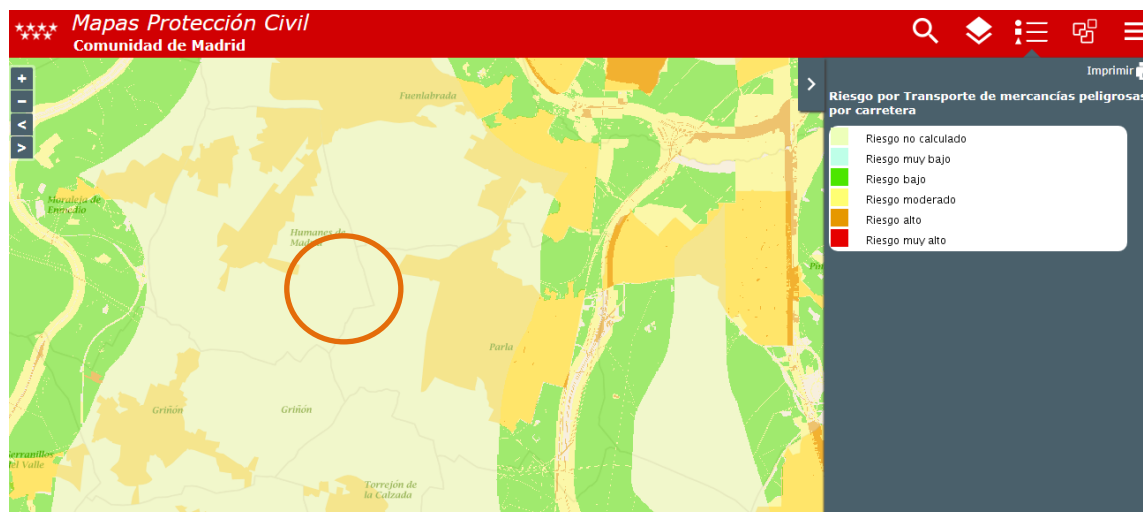 Mapas Protección Civil
Comunidad de Madrid
Imprimir
Riesgo por Transporte de mercancías peligrosas
por carretera
Riesgo no calculado
Riesgo muy bajo
Riesgo bajo
Riesgo moderado
Riesgo alto
Riesgo muy alto
+
-
<
>
>
Fuenlabrada
Moraleja de
Enmedio
Humanes de
Madrid
Pin
Parla
Griñón
Griñón
Serranillos
del Valle
Torrejón de
la Calzada